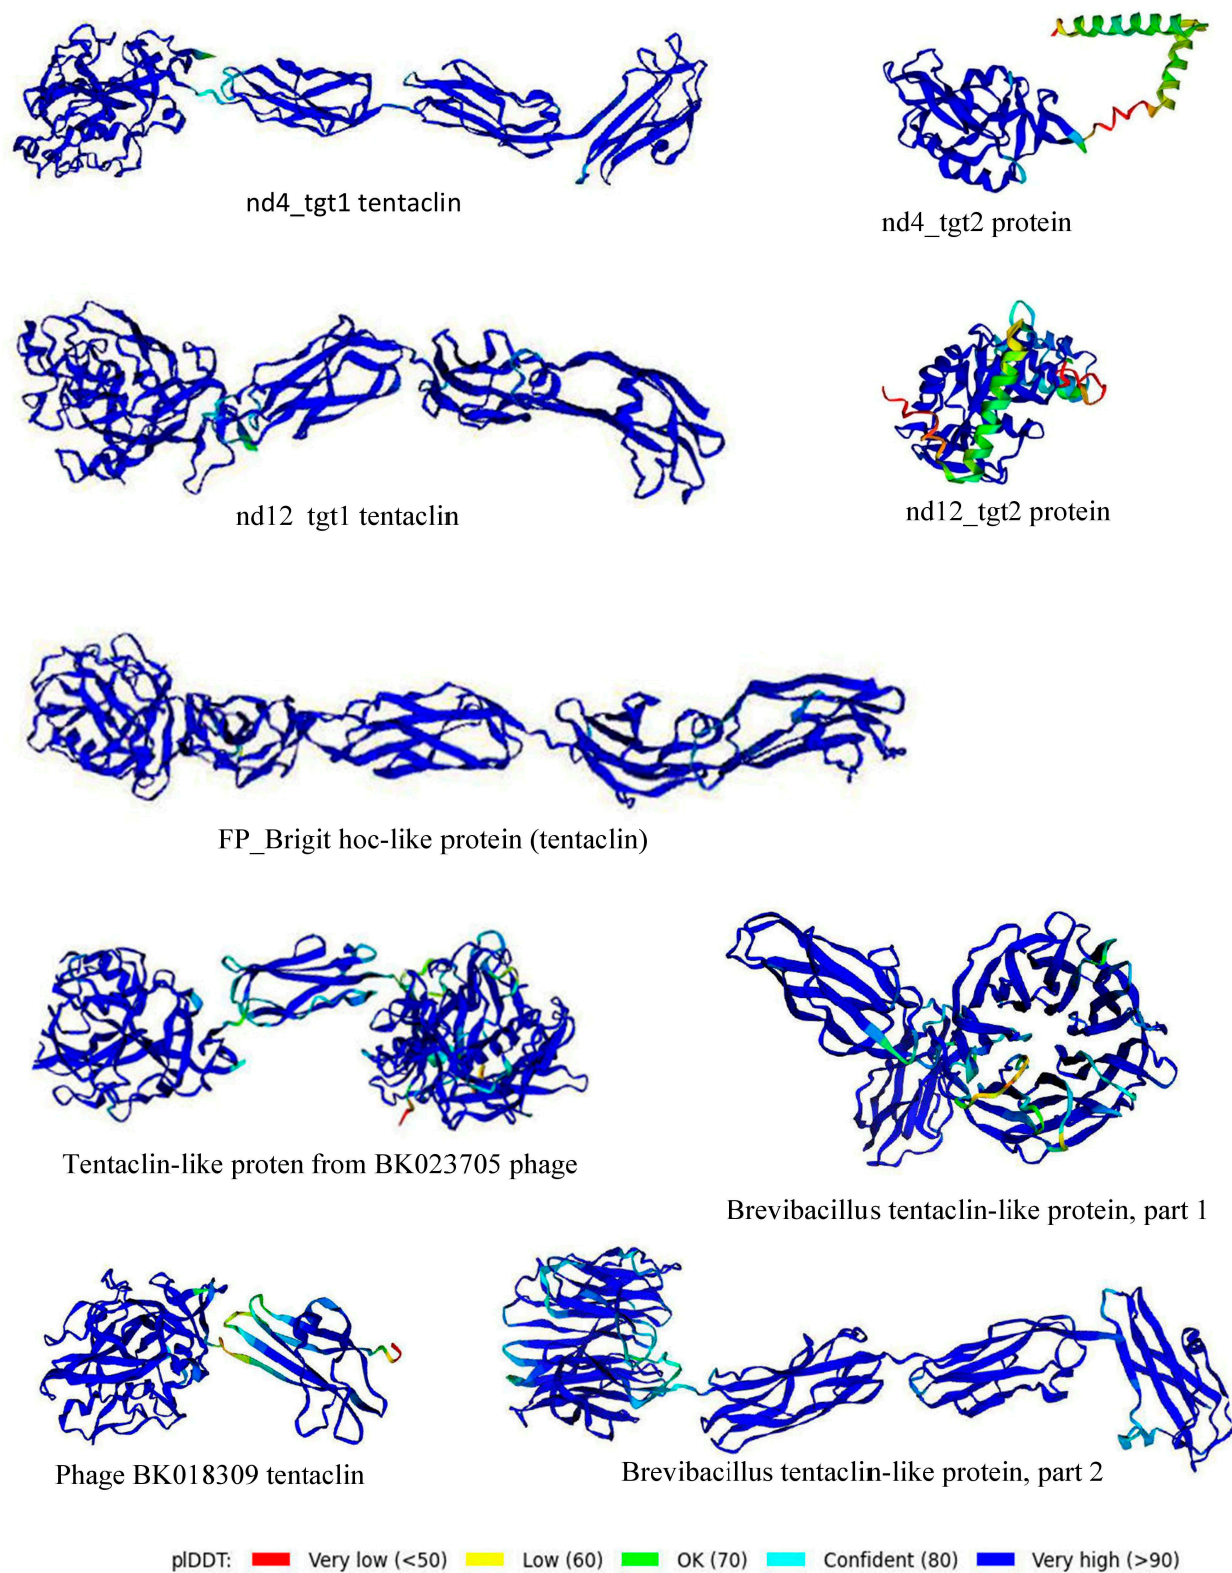 nd4_tgt1 tentaclin
nd4_tgt2 protein
nd12 tgt1 tentaclin
nd12_tgt2 protein
FP_Brigit hoc-like protein (tentaclin)
Tentaclin-like proten from BK023705 phage
Brevibacillus tentaclin-like protein, part 1
Phage BK018309 tentaclin
Brevibacillus tentaclin-like protein, part 2
plDDT: Very low (<50) Low (60) OK (70) Confident (80) Very high (>90)